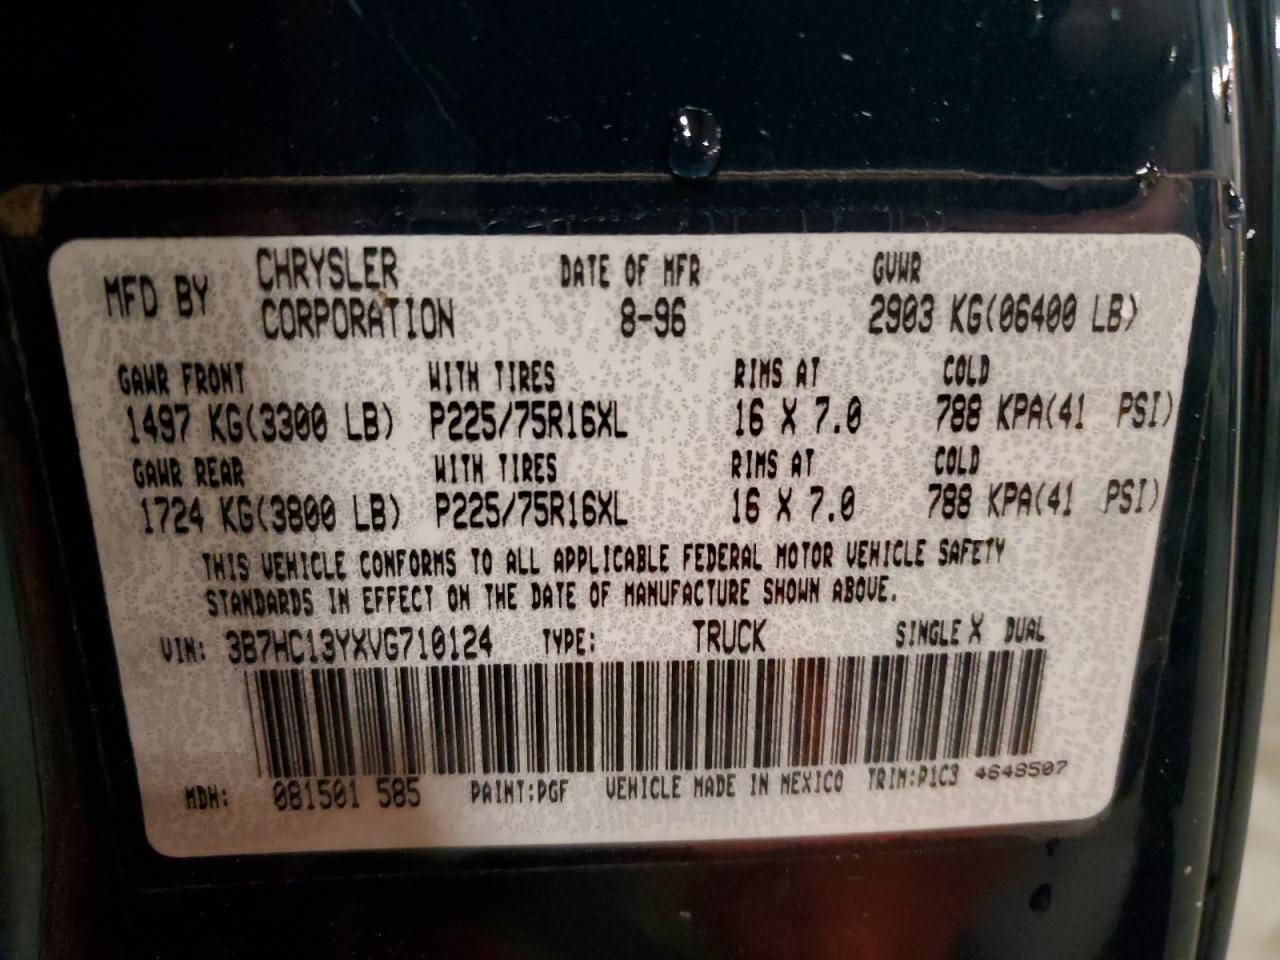 MFD BY CHRYSLER CORPORATION DATE OF MFR 8-96 GVWR 2903 KG(06400 LB)
GAWR FRONT WITH TIRES RIMS AT COLD
1497 KG(3300 LB) P225/75R16XL 16 X 7.0 788 KPA(41 PSI)
GAWR REAR WITH TIRES RIMS AT COLD
1724 KG(3800 LB) P225/75R16XL 16 X 7.0 788 KPA(41 PSI)
THIS VEHICLE CONFORMS TO ALL APPLICABLE FEDERAL MOTOR VEHICLE SAFETY
STANDARDS IN EFFECT ON THE DATE OF MANUFACTURE SHOWN ABOVE.
VIN: 3B7HC13YXVG710124 TYPE: TRUCK SINGLE X DUAL
MDH: 081501 585 PAINT:PGF VEHICLE MADE IN MEXICO TRIM:P1C3 4648507